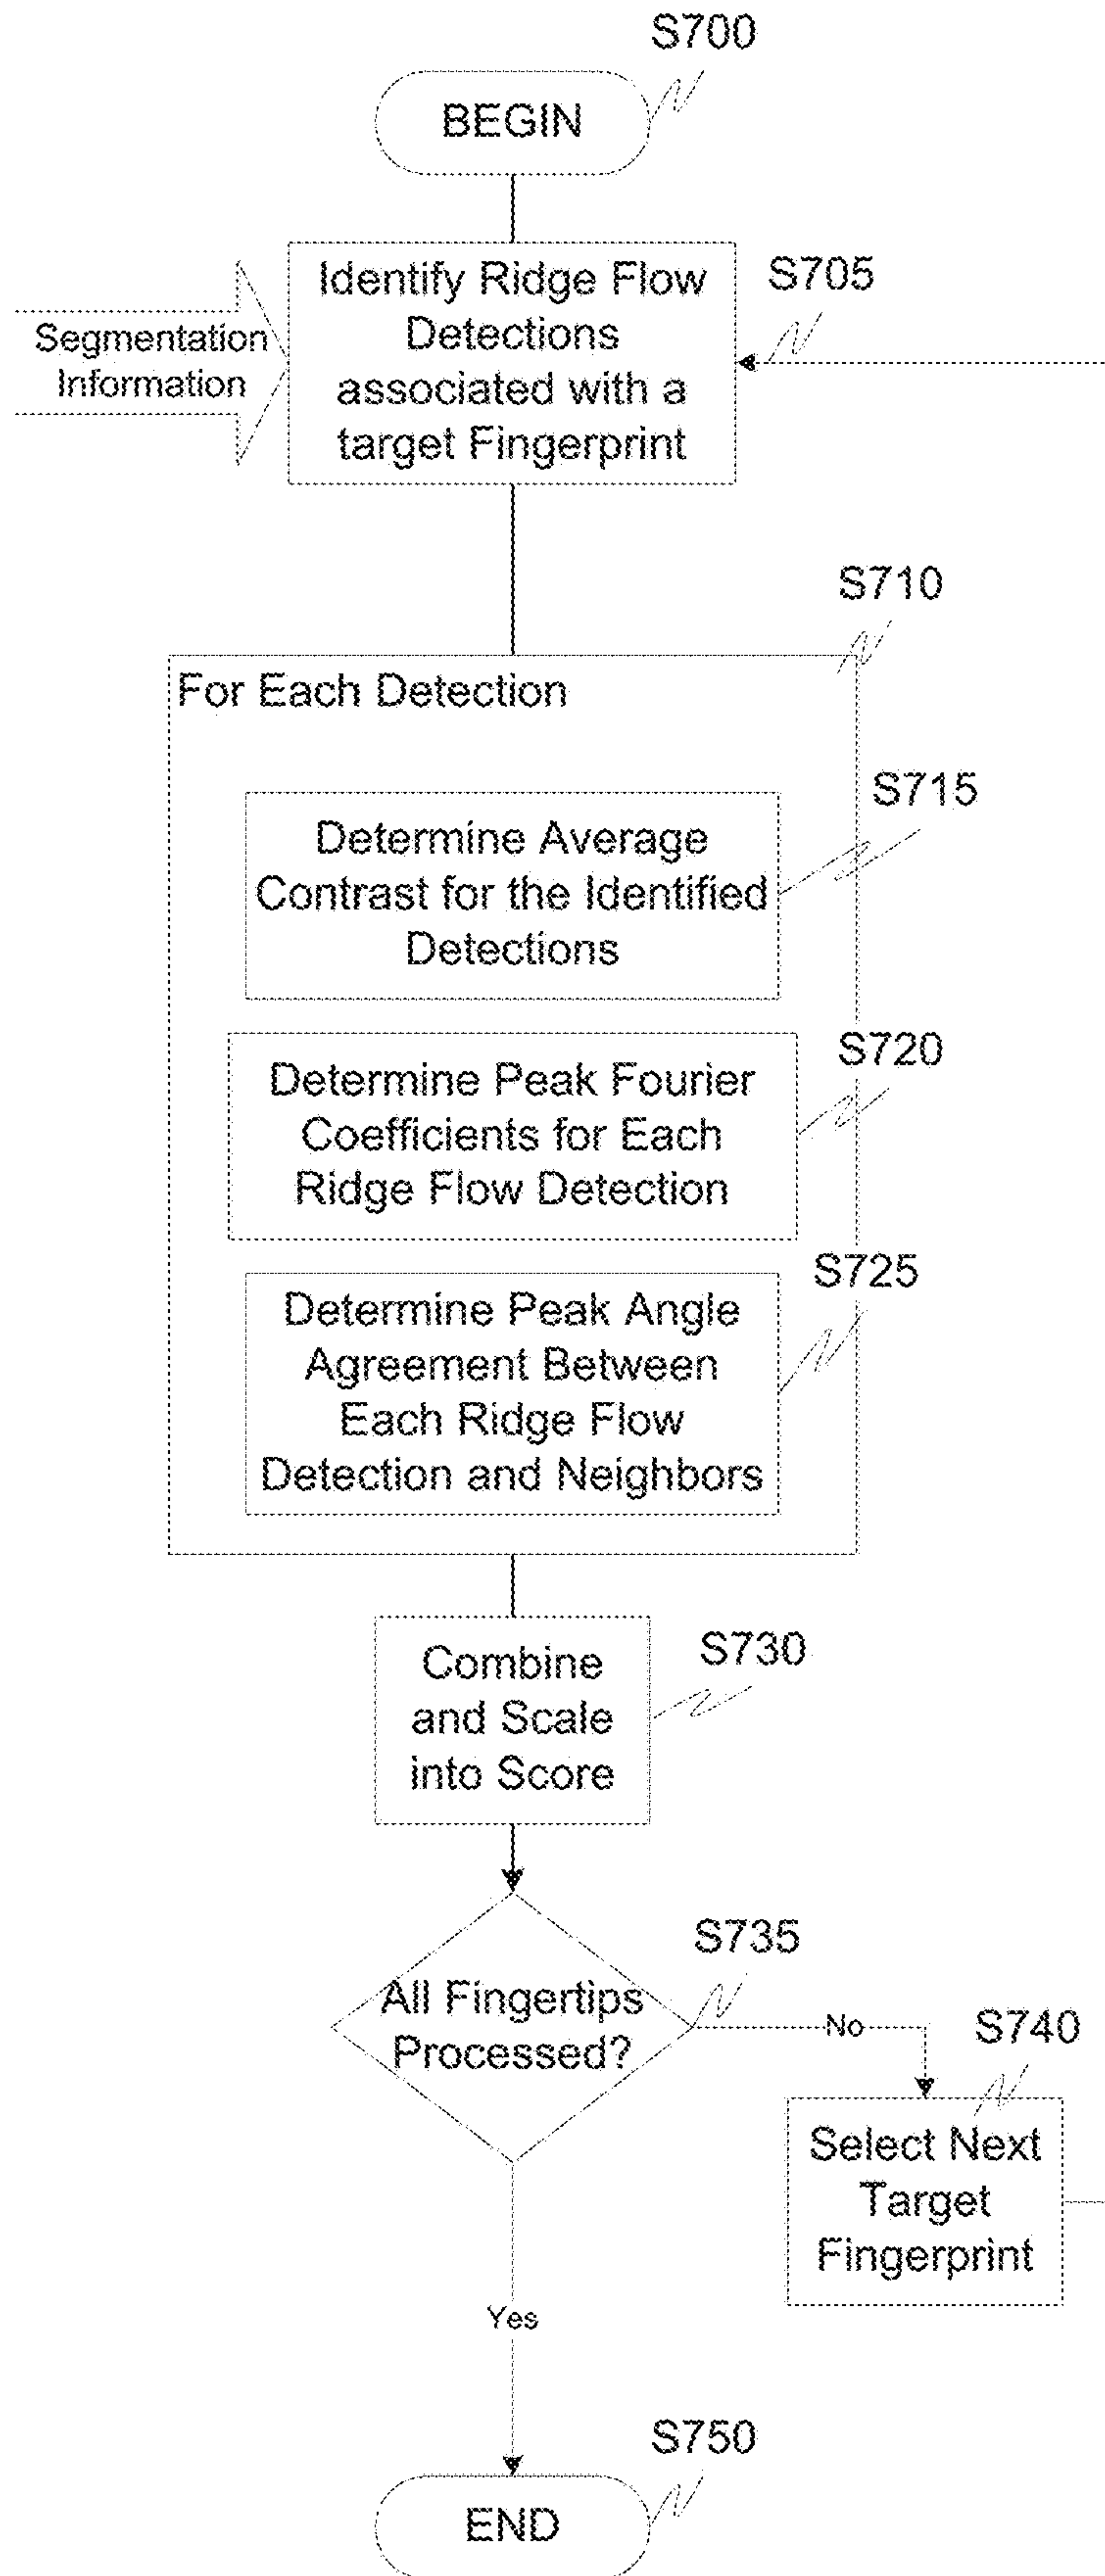 S700
BEGIN
Identify Ridge Flow
Detections
associated with a
target Fingerprint
S705
Segmentation
Information
S710
For Each Detection
S715
Determine Average
Contrast for the Identified
Detections
S720
Determine Peak Fourier
Coefficients for Each
Ridge Flow Detection
S725
Determine Peak Angle
Agreement Between
Each Ridge Flow
Detection and Neighbors
S730
Combine
and Scale
into Score
S735
All Fingertips
Processed?
No
S740
Select Next
Target
Fingerprint
Yes
S750
END